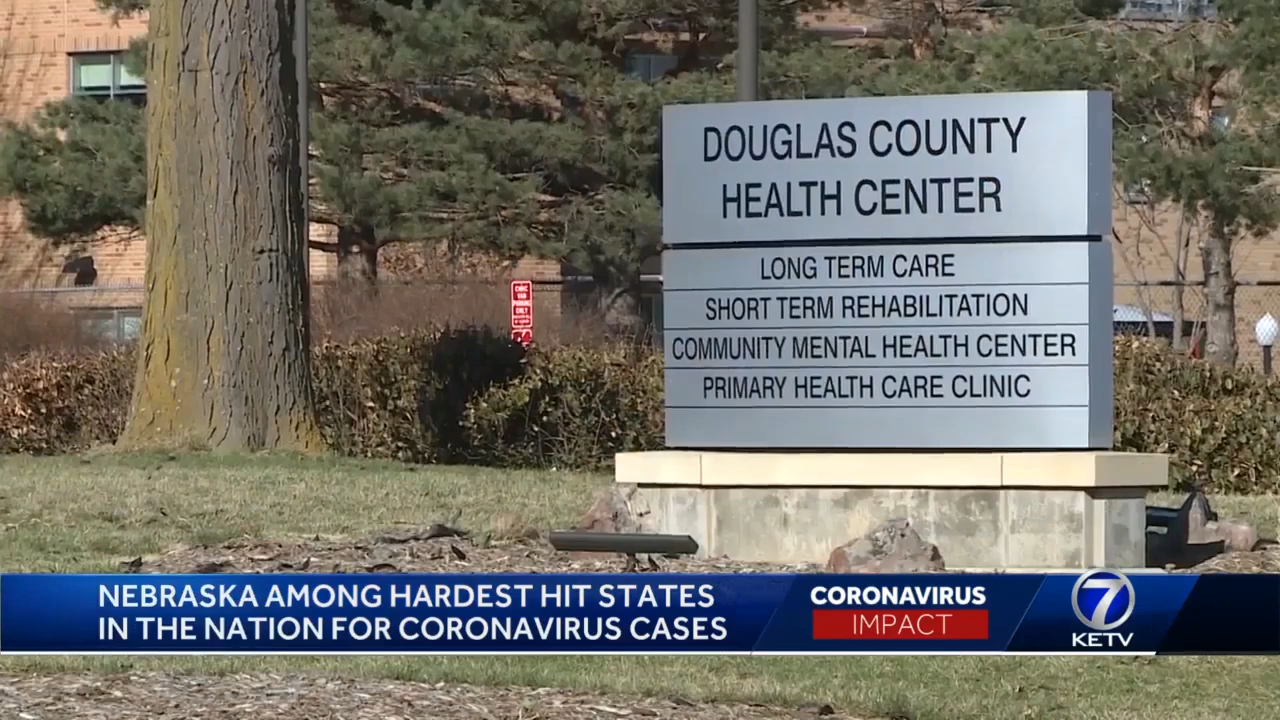 DOUGLAS COUNTY
HEALTH CENTER
LONG TERM CARE
SHORT TERM REHABILITATION
COMMUNITY MENTAL HEALTH CENTER
PRIMARY HEALTH CARE CLINIC
NEBRASKA AMONG HARDEST HIT STATES
IN THE NATION FOR CORONAVIRUS CASES
CORONAVIRUS
IMPACT
7
KETV